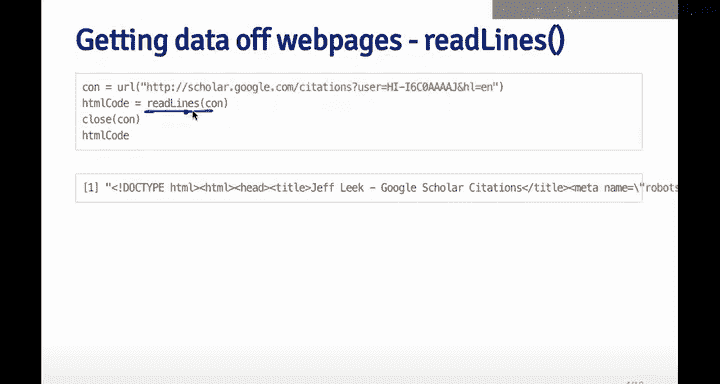 Getting data off webpages - readLines()
con = url("http://scholar.google.com/citations?user=HI-I6C0AAAAJ&hl=en")
htmlCode = readLines(con)
close(con)
htmlCode
[1] "<!DOCTYPE html><html><head><title>Jeff Leek - Google Scholar Citations</title><meta name=\"robots